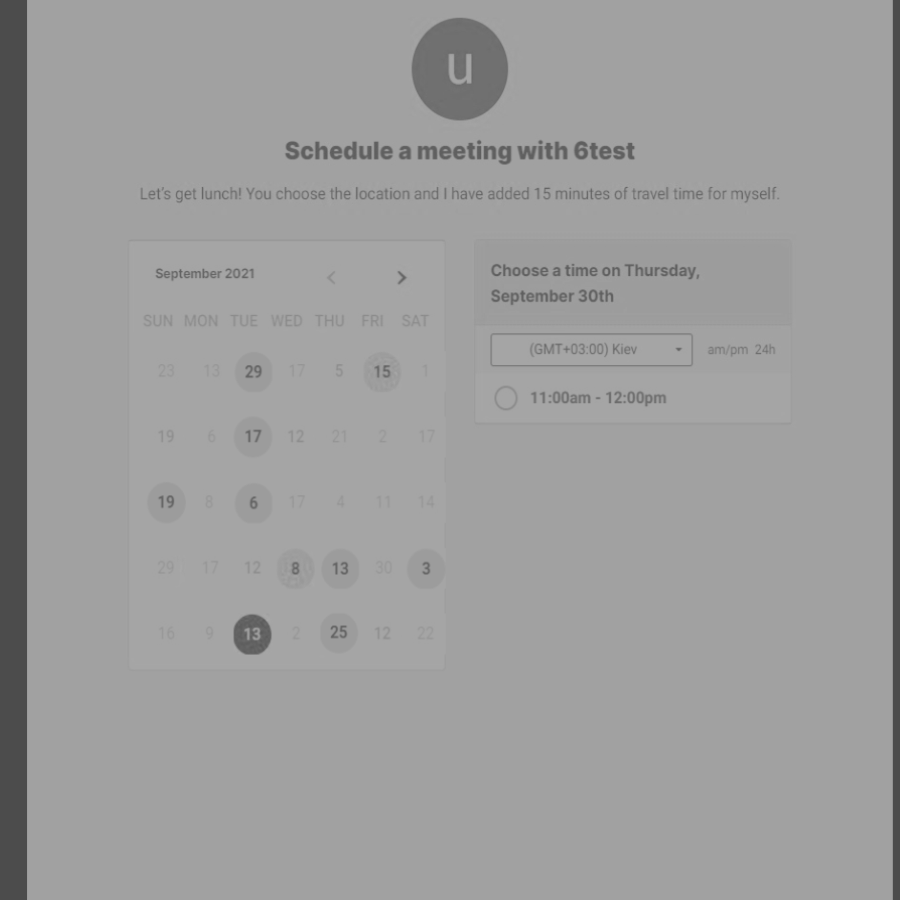 u
Schedule a meeting with 6test
Let's get lunch! You choose the location and I have added 15 minutes of travel time for myself.
September 2021
SUN MON TUE WED THU FRI SAT
23 13 29 17 5 15 1
19 6 17 12 21 2 17
19 8 6 17 4 11 14
29 17 12 8 13 30 3
16 9 13 2 25 12 22
Choose a time on Thursday,
September 30th
(GMT+03:00) Kiev am/pm 24h
11:00am - 12:00pm